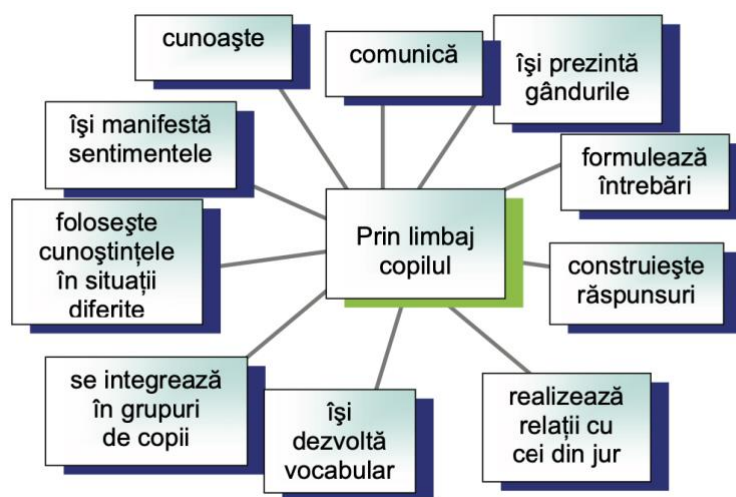 cunoaşte
comunică
îşi prezintă
gândurile
îşi manifestă
sentimentele
formulează
întrebări
Prin limbaj
copilul
foloseşte
cunoştinţele
în situaţii
diferite
construieşte
răspunsuri
se integrează
în grupuri
de copii
îşi
dezvoltă
vocabular
realizează
relaţii cu
cei din jur